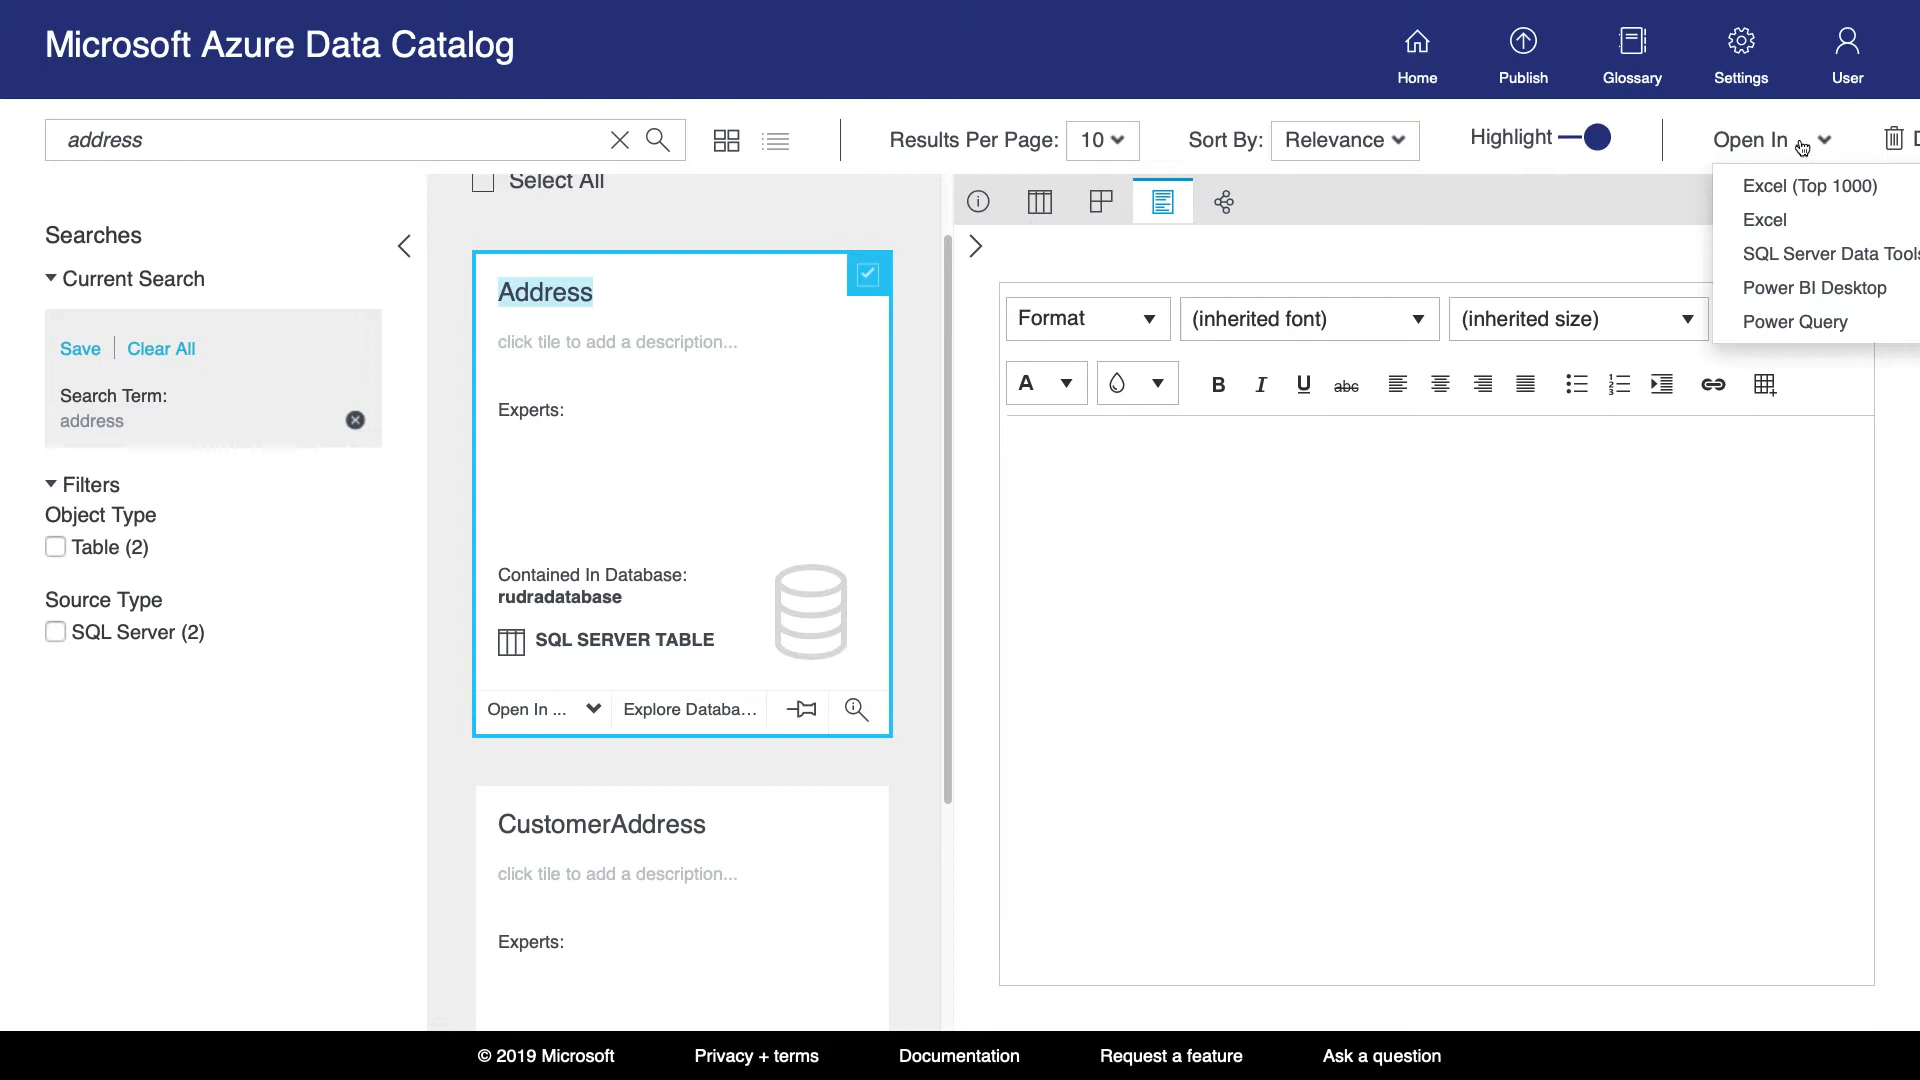 Microsoft Azure Data Catalog
Home
Publish
Glossary
Settings
User
address
Results Per Page: 10
Sort By: Relevance
Highlight
Open In
D
Excel (Top 1000)
Excel
SQL Server Data Tools
Power BI Desktop
Power Query
Searches
Current Search
Save
Clear All
Search Term:
address
Filters
Object Type
Table (2)
Source Type
SQL Server (2)
Select All
Address
click tile to add a description...
Experts:
Contained In Database:
rudradatabase
SQL SERVER TABLE
Open In ...
Explore Databa...
CustomerAddress
click tile to add a description...
Experts:
Format
(inherited font)
(inherited size)
A
B I U abc
© 2019 Microsoft
Privacy + terms
Documentation
Request a feature
Ask a question